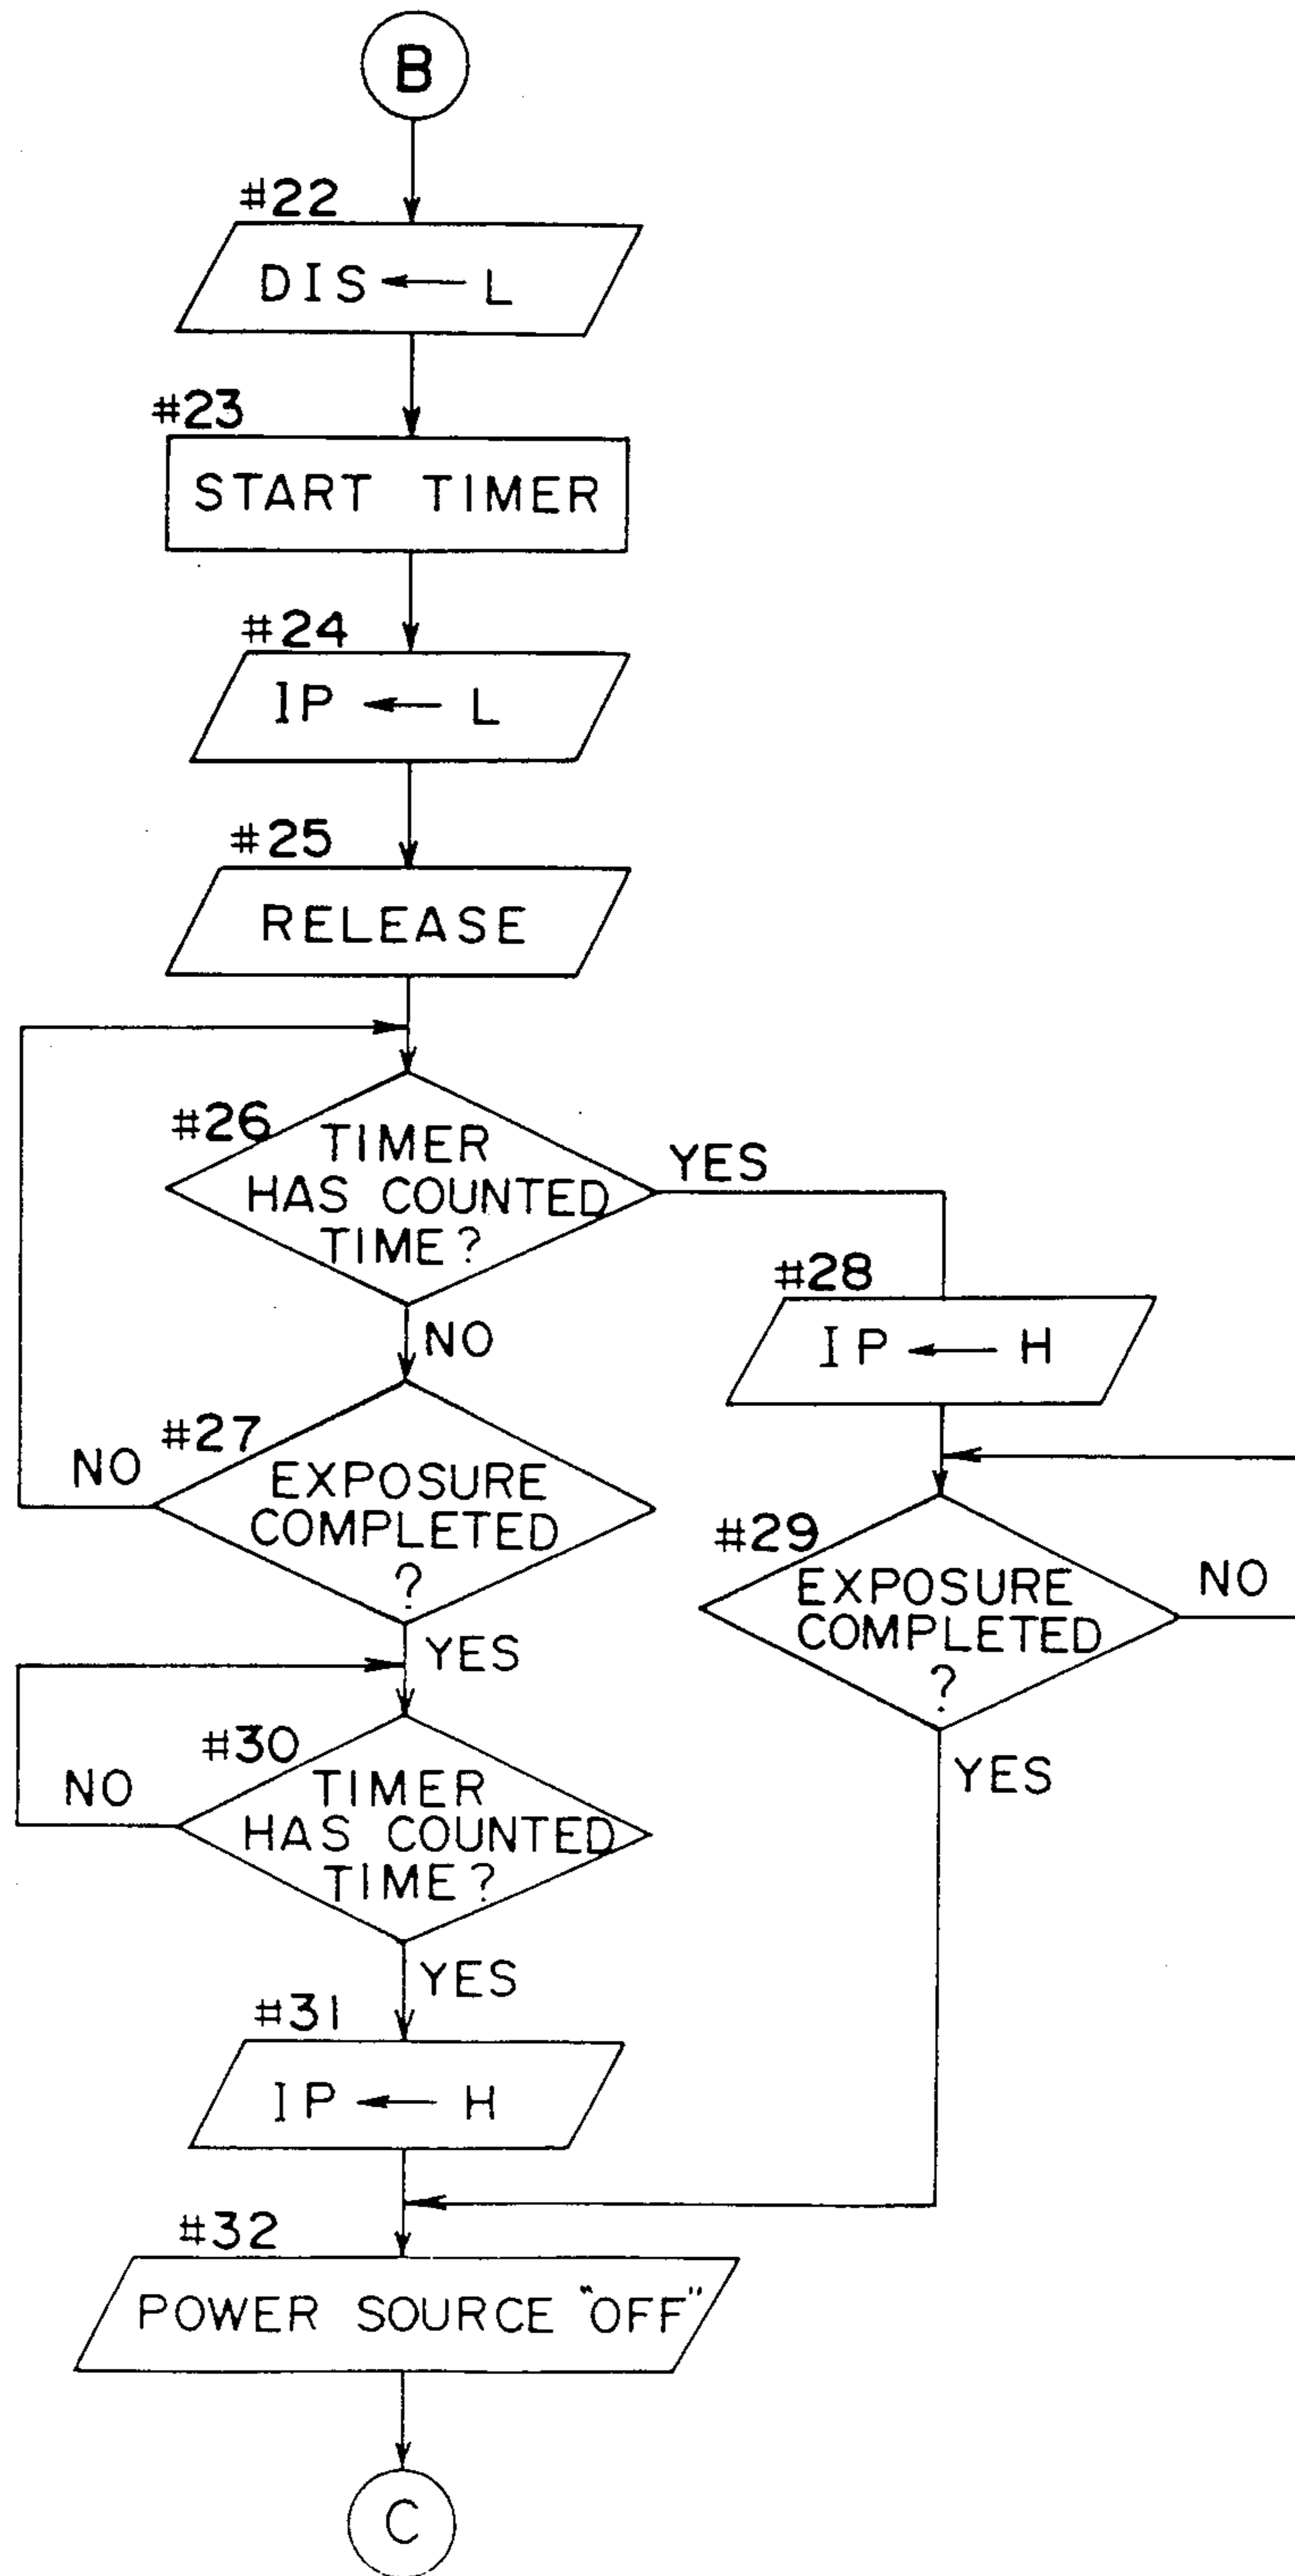 B
#22
DIS ← L
#23
START TIMER
#24
IP ← L
#25
RELEASE
#26
TIMER
HAS COUNTED
TIME?
YES
NO
#28
IP ← H
#27
EXPOSURE
COMPLETED
?
NO
YES
#29
EXPOSURE
COMPLETED
?
NO
YES
#30
TIMER
HAS COUNTED
TIME?
NO
YES
#31
IP ← H
#32
POWER SOURCE "OFF"
C